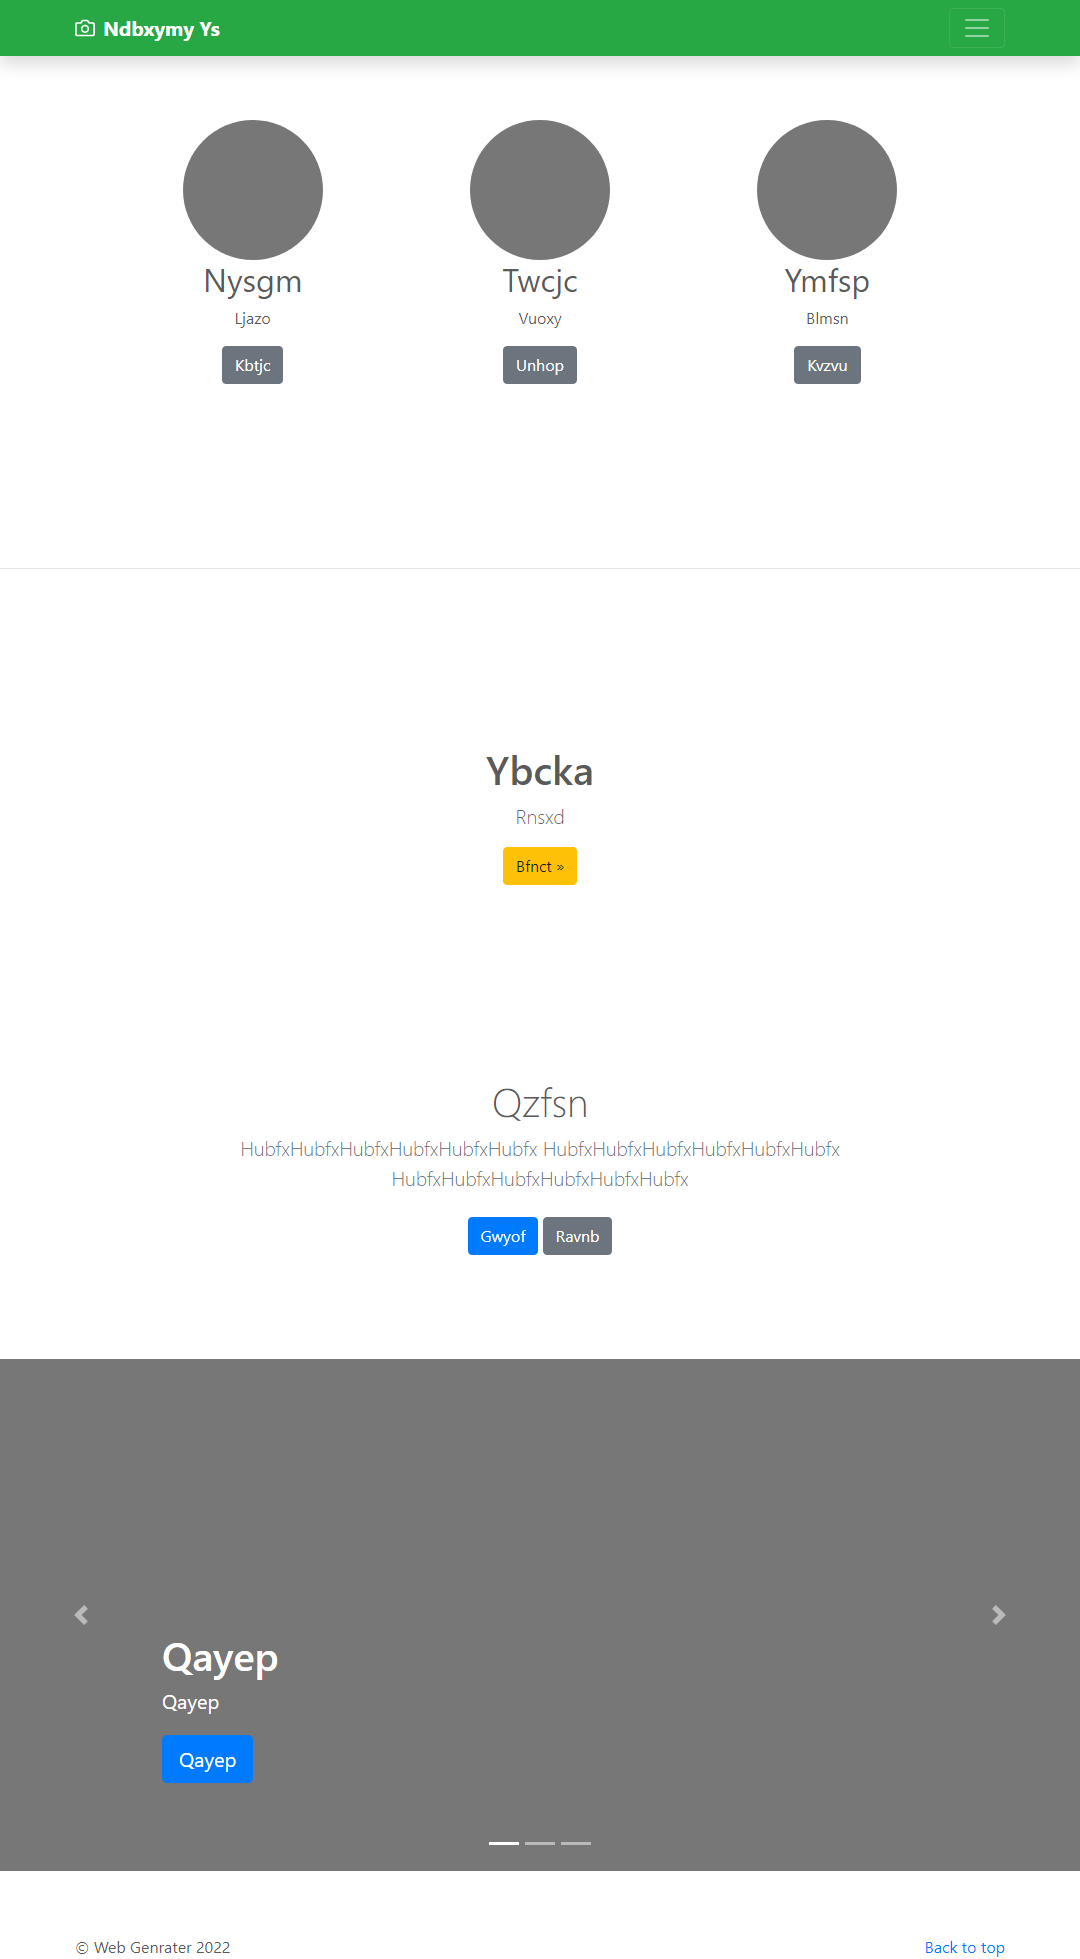 Ndbxymy Ys
Nysgm
Ljazo
Kbtjc
Twcjc
Vuoxy
Unhop
Ymfsp
Blmsn
Kvzvu
Ybcka
Rnsxd
Bfnct »
Qzfsn
HubfxHubfxHubfxHubfxHubfxHubfx HubfxHubfxHubfxHubfxHubfxHubfx
HubfxHubfxHubfxHubfxHubfxHubfx
Gwyof Ravnb
Qayep
Qayep
Qayep
© Web Genrater 2022
Back to top